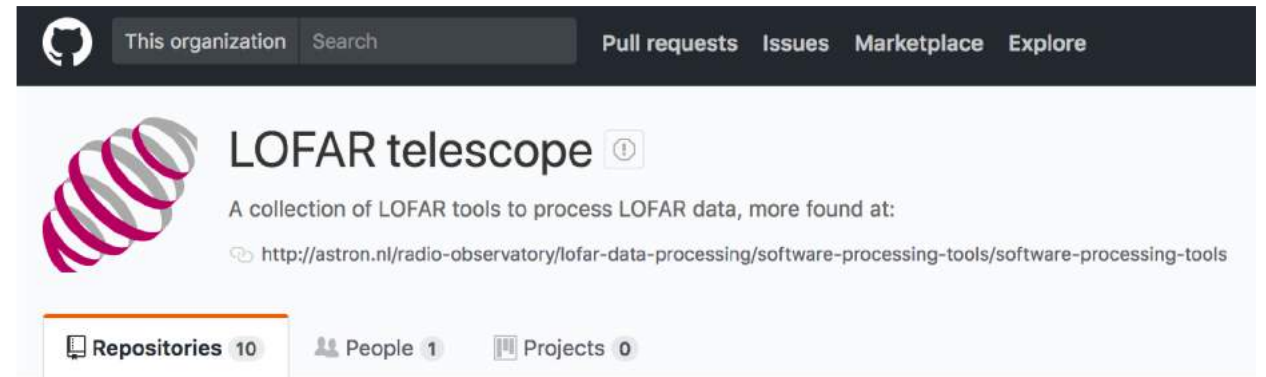 This organization Search Pull requests Issues Marketplace Explore
LOFAR telescope
A collection of LOFAR tools to process LOFAR data, more found at:
http://astron.nl/radio-observatory/lofar-data-processing/software-processing-tools/software-processing-tools
Repositories 10 People 1 Projects 0